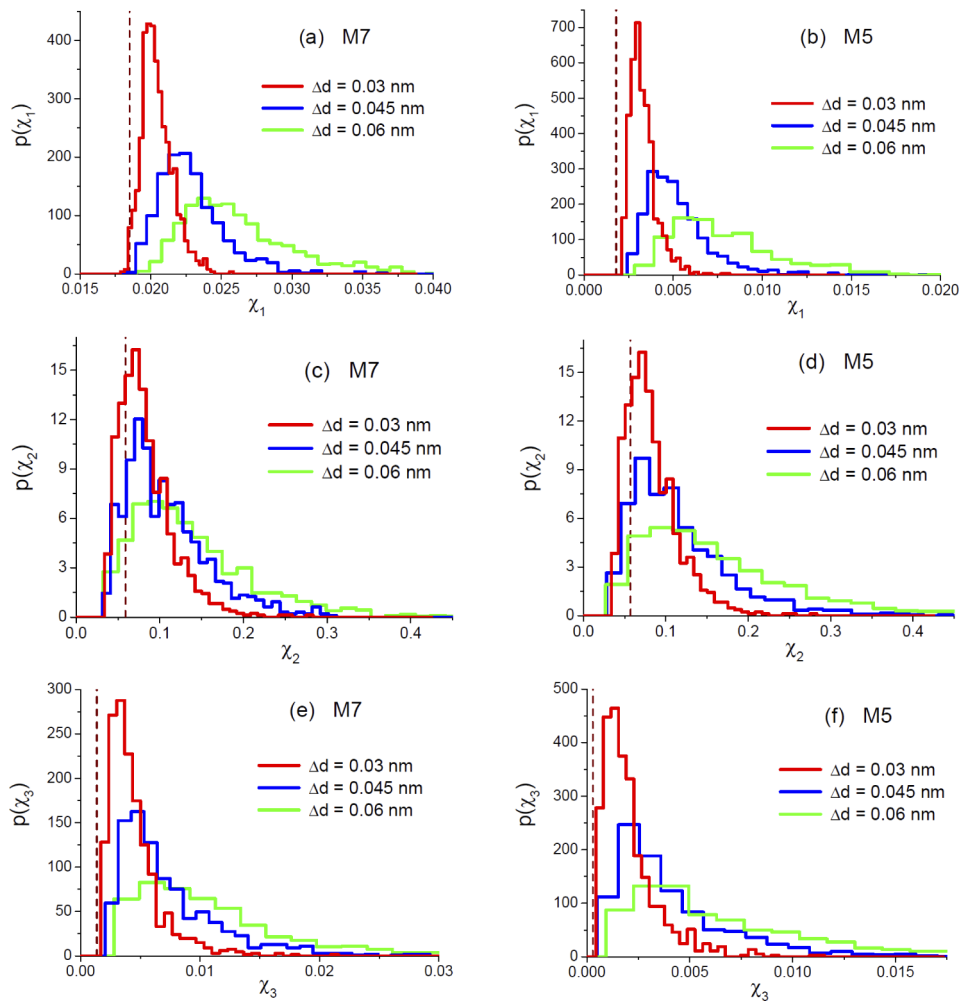 (a) M7
Δd = 0.03 nm
Δd = 0.045 nm
Δd = 0.06 nm
p(χ1)
400
300
200
100
0
0.015 0.020 0.025 0.030 0.035 0.040
χ1
(b) M5
Δd = 0.03 nm
Δd = 0.045 nm
Δd = 0.06 nm
p(χ1)
700
600
500
400
300
200
100
0
0.000 0.005 0.010 0.015 0.020
χ1
(c) M7
Δd = 0.03 nm
Δd = 0.045 nm
Δd = 0.06 nm
p(χ2)
15
12
9
6
3
0
0.0 0.1 0.2 0.3 0.4
χ2
(d) M5
Δd = 0.03 nm
Δd = 0.045 nm
Δd = 0.06 nm
p(χ2)
15
12
9
6
3
0
0.0 0.1 0.2 0.3 0.4
χ2
(e) M7
Δd = 0.03 nm
Δd = 0.045 nm
Δd = 0.06 nm
p(χ3)
300
250
200
150
100
50
0
0.00 0.01 0.02 0.03
χ3
(f) M5
Δd = 0.03 nm
Δd = 0.045 nm
Δd = 0.06 nm
p(χ3)
500
400
300
200
100
0
0.000 0.005 0.010 0.015
χ3